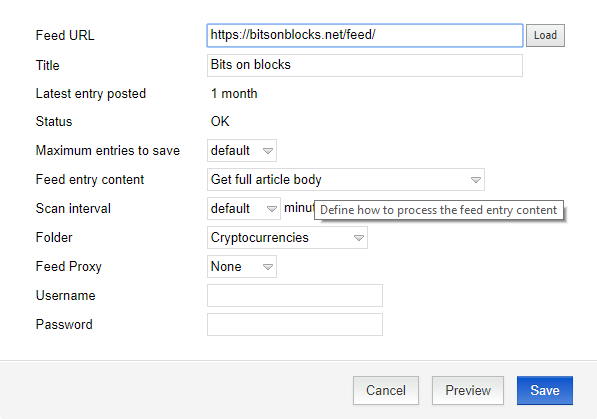 Feed URL https://bitsonblocks.net/feed/ Load
Title Bits on blocks
Latest entry posted 1 month
Status OK
Maximum entries to save default
Feed entry content Get full article body
Scan interval default minut
Define how to process the feed entry content
Folder Cryptocurrencies
Feed Proxy None
Username
Password
Cancel Preview Save